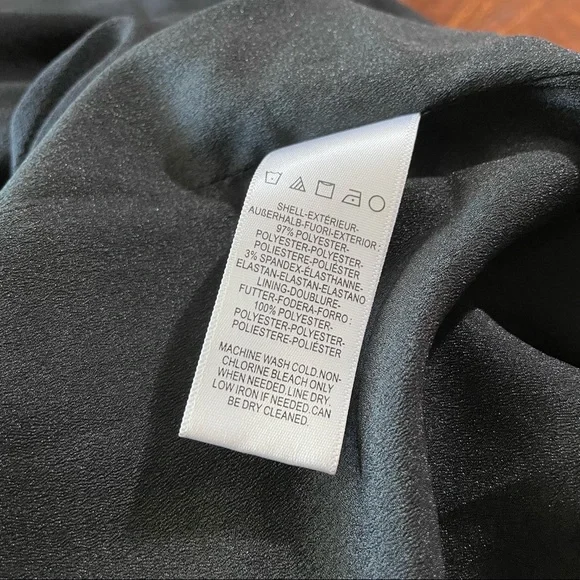 SHELL-EXTÉRIEUR-
AUßERHALB-FUORI-EXTERIOR:
97% POLYESTER-
POLYESTER-POLYESTER-
POLIESTERE-POLIÉSTER
3% SPANDEX-ÉLASTHANNE-
ELASTAN-ELASTAN-ELASTANO
LINING-DOUBLURE-
FUTTER-FODERA-FORRO:
100% POLYESTER-
POLYESTER-POLYESTER-
POLIESTERE-POLIÉSTER
MACHINE WASH COLD.NON-
CHLORINE BLEACH ONLY
WHEN NEEDED.LINE DRY.
LOW IRON IF NEEDED.CAN
BE DRY CLEANED.